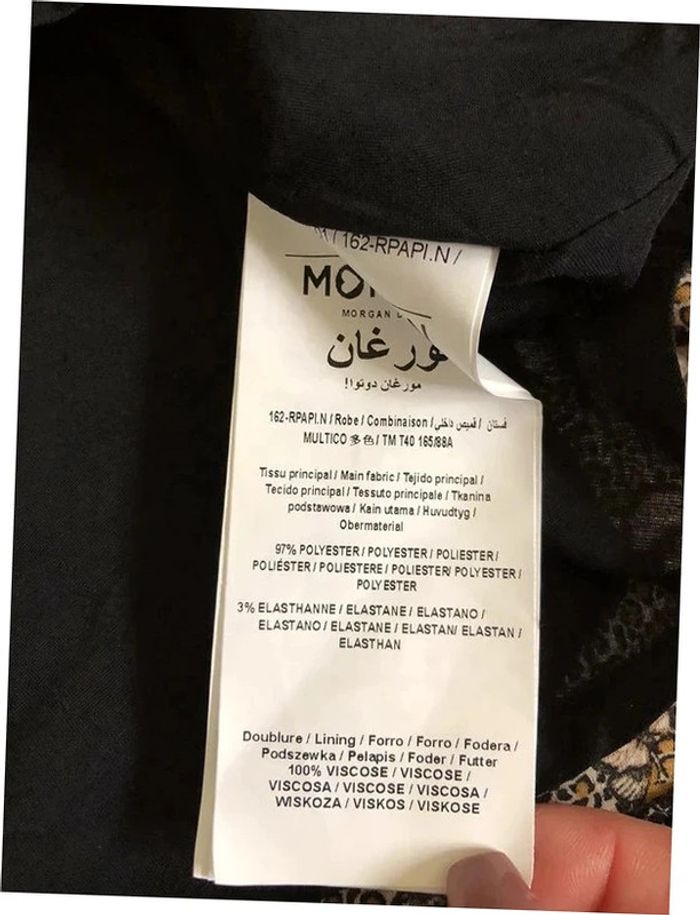 162-RPAPI.N /
MO
MORGAN
مورغان دونوا!
162-RPAPI.N / Robe / Combinaison / فستان / قميص داخلي
MULTICO 多色 / TM T40 165/88A
Tissu principal / Main fabric / Tejido principal /
Tecido principal / Tessuto principale / Tkanina
podstawowa / Kain utama / Huvudtyg /
Obermaterial
97% POLYESTER / POLYESTER / POLIESTER /
POLIÉSTER / POLIESTERE / POLIESTER/ POLYESTER /
POLYESTER
3% ELASTHANNE / ELASTANE / ELASTANO /
ELASTANO / ELASTANE / ELASTAN/ ELASTAN /
ELASTHAN
Doublure / Lining / Forro / Forro / Fodera /
Podszewka / Pelapis / Foder / Futter
100% VISCOSE / VISCOSE /
VISCOSA / VISCOSE / VISCOSA /
WISKOZA / VISKOS / VISKOSE